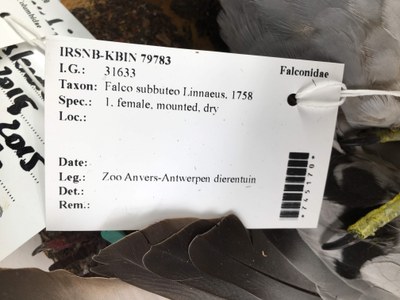 IRSNB-KBIN 79783
I.G.: 31633 Falconidae
Taxon: Falco subbuteo Linnaeus, 1758
Spec.: 1, female, mounted, dry
Loc.:
Date:
Leg.: Zoo Anvers-Antwerpen dierentuin
Det.:
Rem.:
*745170*